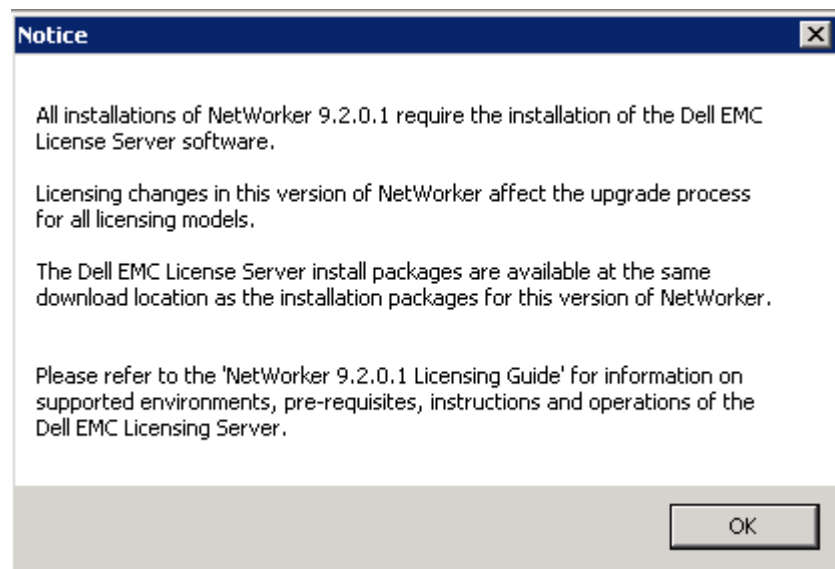 Notice
All installations of NetWorker 9.2.0.1 require the installation of the Dell EMC
License Server software.
Licensing changes in this version of NetWorker affect the upgrade process
for all licensing models.
The Dell EMC License Server install packages are available at the same
download location as the installation packages for this version of NetWorker.
Please refer to the 'NetWorker 9.2.0.1 Licensing Guide' for information on
supported environments, pre-requisites, instructions and operations of the
Dell EMC Licensing Server.
OK